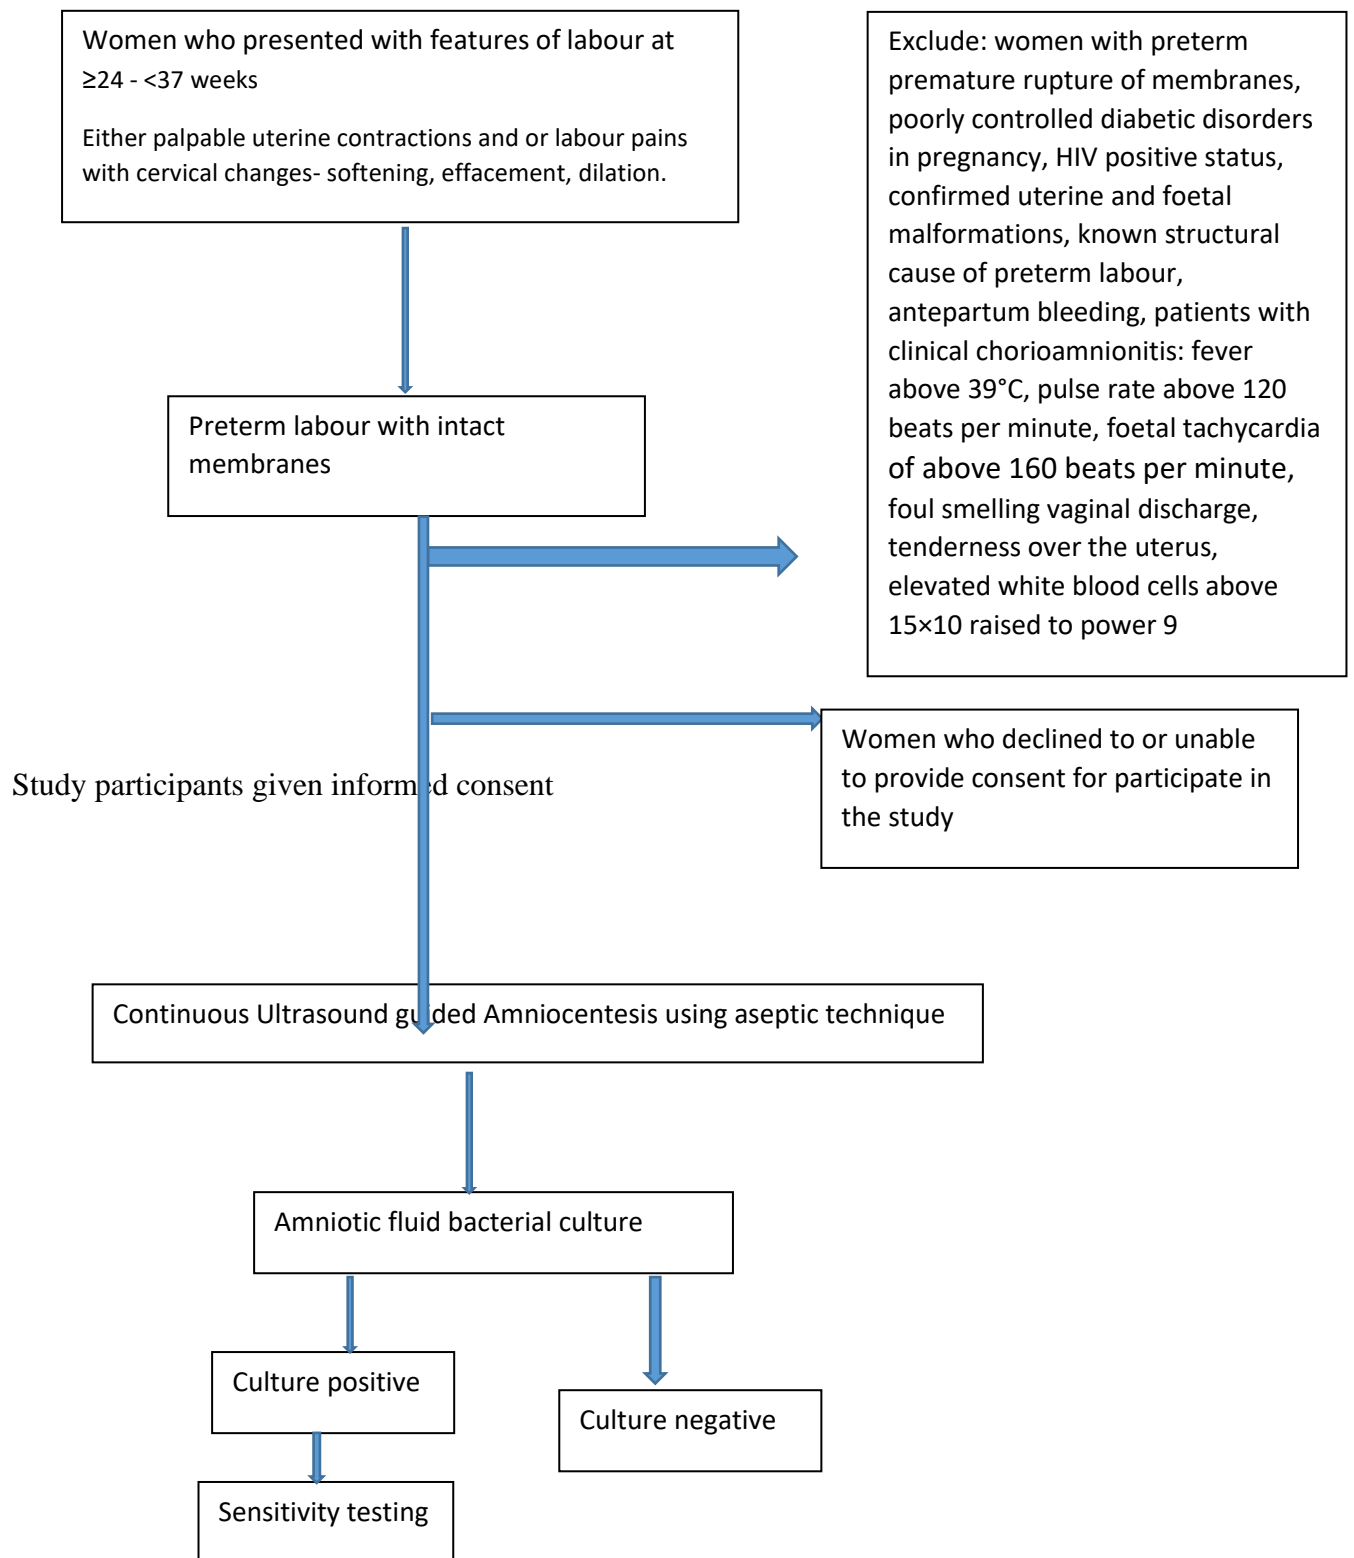 Women who presented with features of labour at
≥24 - <37 weeks
Either palpable uterine contractions and or labour pains
with cervical changes- softening, effacement, dilation.
Exclude: women with preterm
premature rupture of membranes,
poorly controlled diabetic disorders
in pregnancy, HIV positive status,
confirmed uterine and foetal
malformations, known structural
cause of preterm labour,
antepartum bleeding, patients with
clinical chorioamnionitis: fever
above 39°C, pulse rate above 120
beats per minute, foetal tachycardia
of above 160 beats per minute,
foul smelling vaginal discharge,
tenderness over the uterus,
elevated white blood cells above
15×10 raised to power 9
Preterm labour with intact
membranes
Women who declined to or unable
to provide consent for participate in
the study
Study participants given informed consent
Continuous Ultrasound guided Amniocentesis using aseptic technique
Amniotic fluid bacterial culture
Culture positive
Culture negative
Sensitivity testing